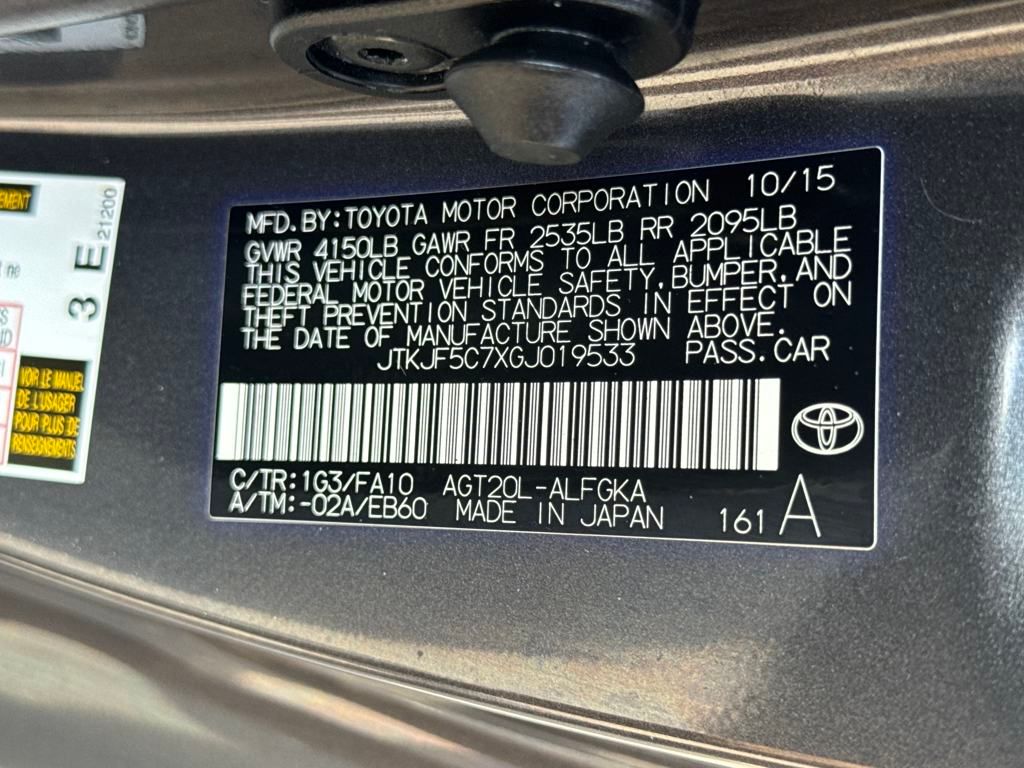 MFD. BY: TOYOTA MOTOR CORPORATION 10/15
GVWR 4150LB GAWR FR 2535LB RR 2095LB
THIS VEHICLE CONFORMS TO ALL APPLICABLE
FEDERAL MOTOR VEHICLE SAFETY, BUMPER, AND
THEFT PREVENTION STANDARDS IN EFFECT ON
THE DATE OF MANUFACTURE SHOWN ABOVE.
JTKJF5C7XGJ019533 PASS. CAR
C/TR: 1G3/FA10 AGT20L-ALFGKA
A/TM: -02A/EB60 MADE IN JAPAN 161 A
3 E 21200
VOIR LE MANUEL
DE L'USAGER
POUR PLUS DE
RENSEIGNEMENTS